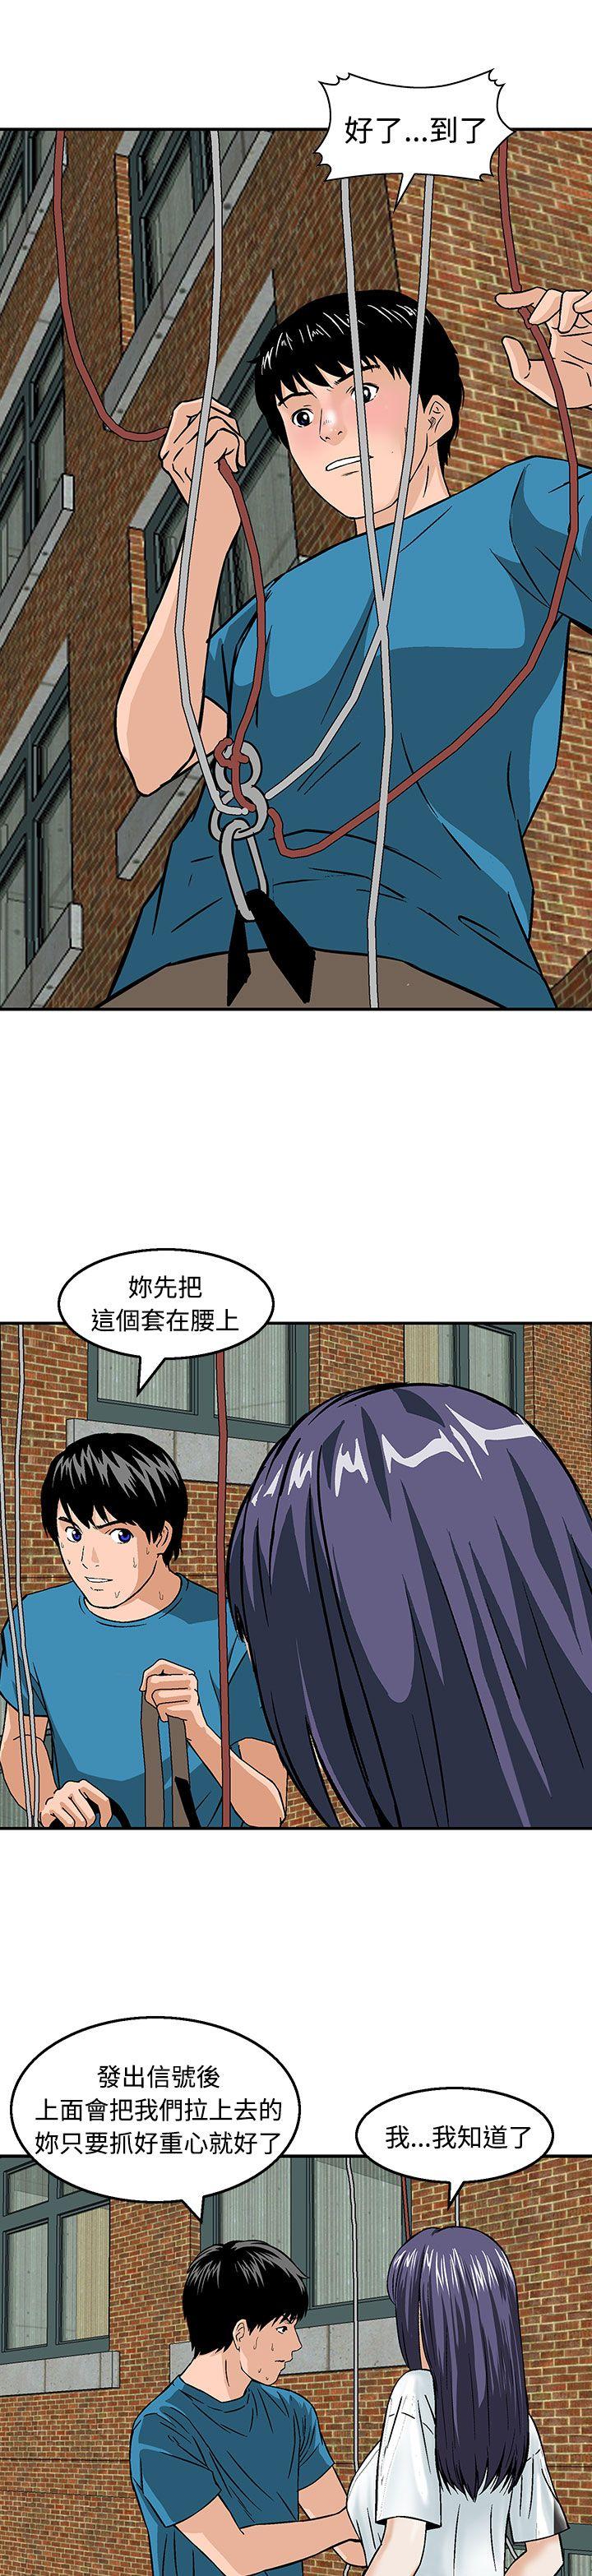 好了...到了
妳先把
這個套在腰上
發出信號後
上面會把我們拉上去的
妳只要抓好重心就好了
我...我知道了